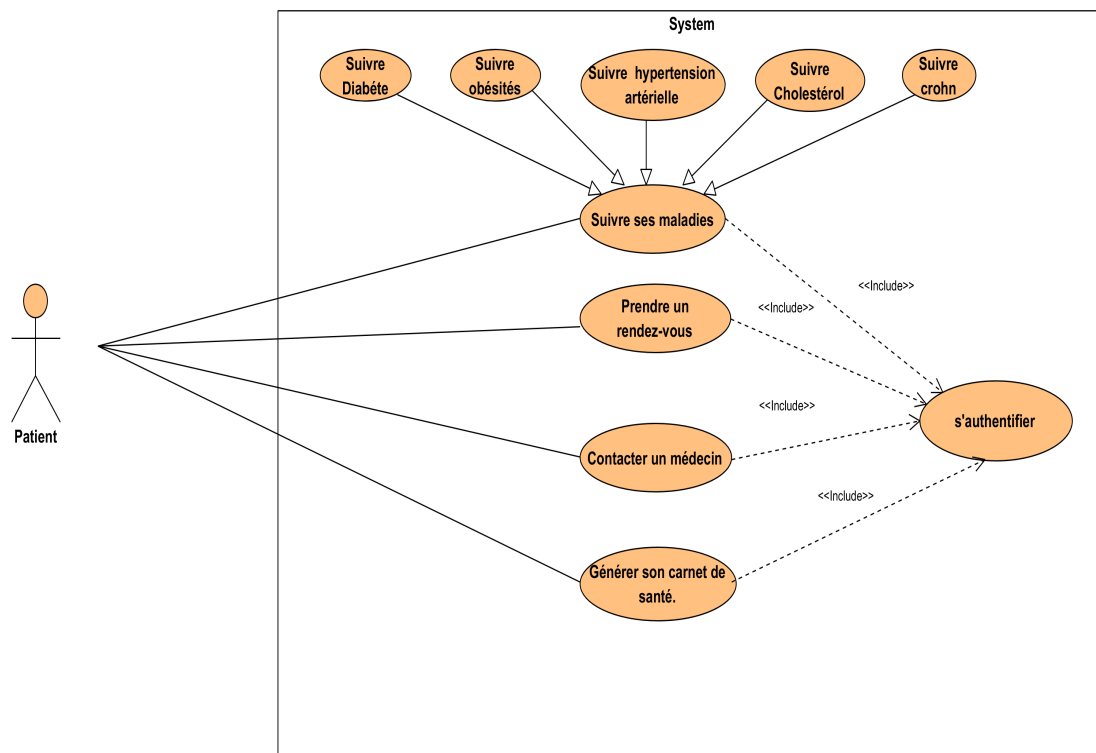 System
Suivre
Diabéte
Suivre
obésités
Suivre hypertension
artérielle
Suivre
Cholestérol
Suivre
crohn
Suivre ses maladies
<<Include>>
Prendre un
rendez-vous
<<Include>>
<<Include>>
s'authentifier
Patient
Contacter un médecin
<<Include>>
Générer son carnet de
santé.